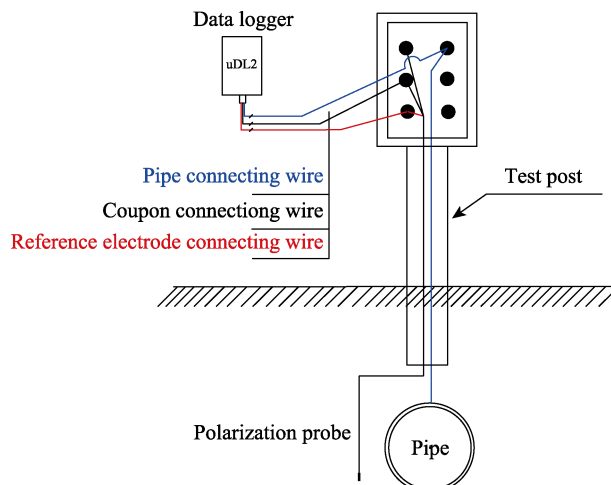 Data logger
uDL2
Pipe connecting wire
Test post
Coupon connectiong wire
Reference electrode connecting wire
Polarization probe
Pipe